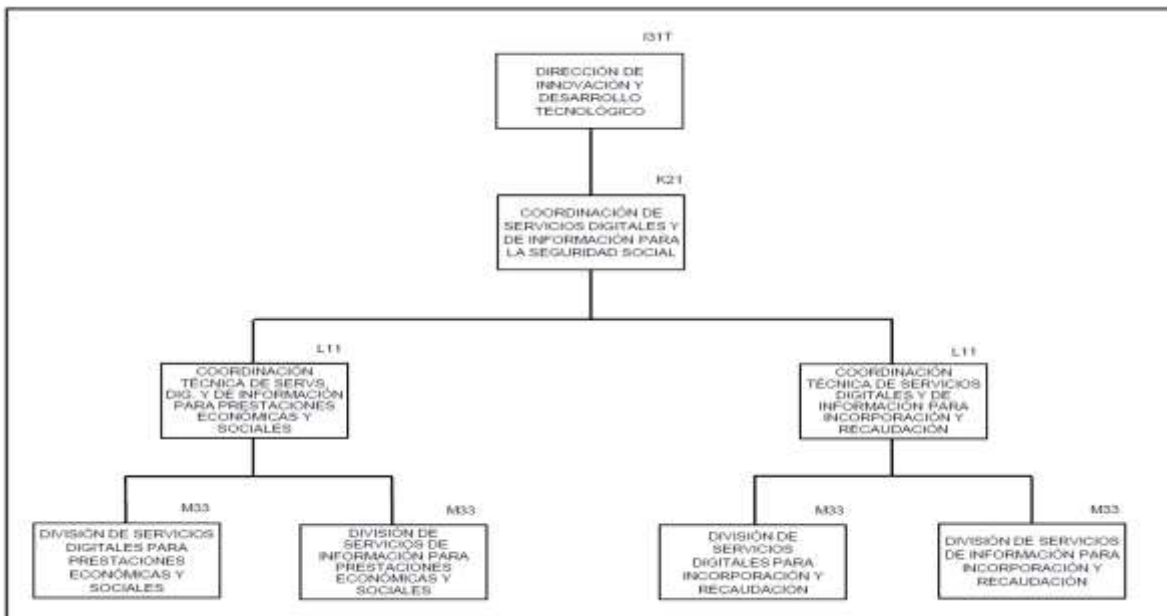 I31T
DIRECCIÓN DE
INNOVACIÓN Y
DESARROLLO
TECNOLÓGICO
K21
COORDINACIÓN DE
SERVICIOS DIGITALES Y
DE INFORMACIÓN PARA
LA SEGURIDAD SOCIAL
L11
COORDINACIÓN
TÉCNICA DE SERVS.
DIG. Y DE INFORMACIÓN
PARA PRESTACIONES
ECONÓMICAS Y
SOCIALES
L11
COORDINACIÓN
TÉCNICA DE SERVICIOS
DIGITALES Y DE
INFORMACIÓN PARA
INCORPORACIÓN Y
RECAUDACIÓN
M33
DIVISIÓN DE SERVICIOS
DIGITALES PARA
PRESTACIONES
ECONÓMICAS Y
SOCIALES
M33
DIVISIÓN DE
SERVICIOS DE
INFORMACIÓN PARA
PRESTACIONES
ECONÓMICAS Y
SOCIALES
M33
DIVISIÓN DE
SERVICIOS
DIGITALES PARA
INCORPORACIÓN Y
RECAUDACIÓN
M33
DIVISIÓN DE SERVICIOS
DE INFORMACIÓN PARA
INCORPORACIÓN Y
RECAUDACIÓN